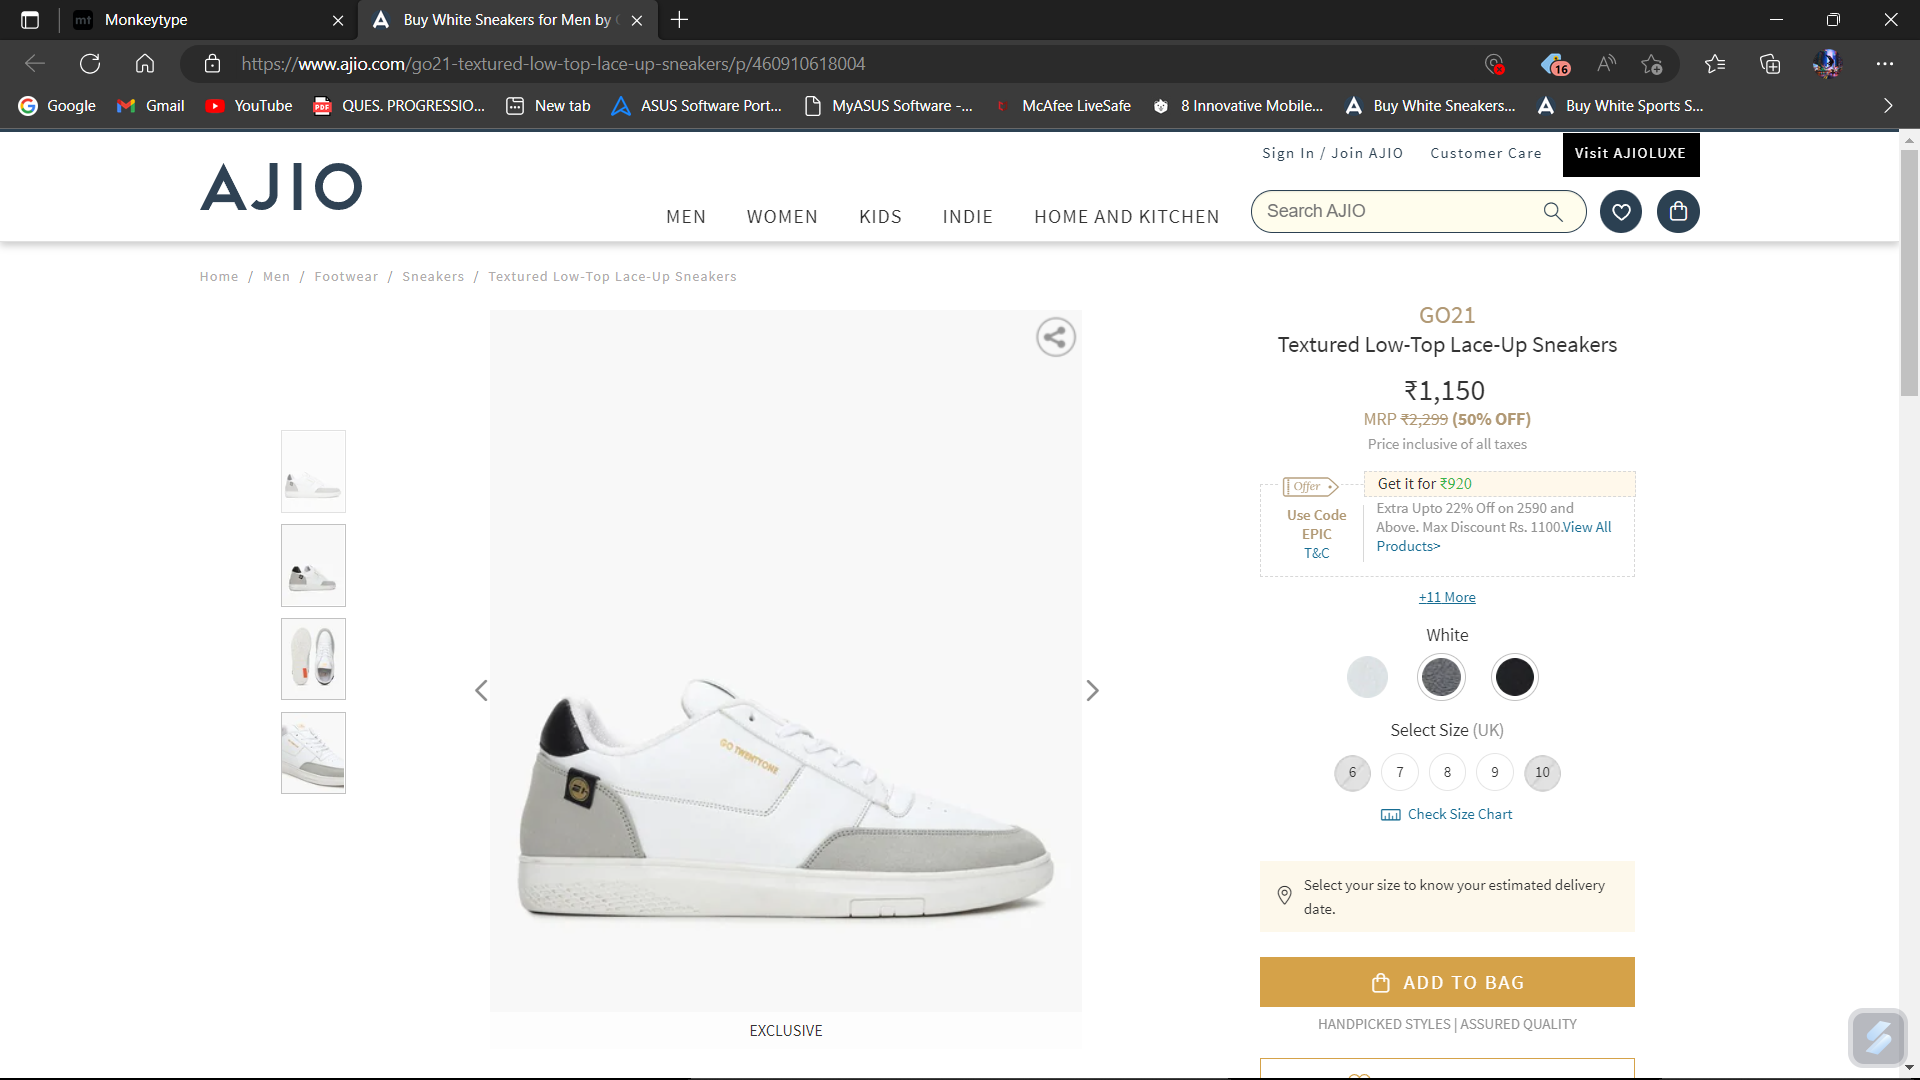 mt Monkeytype
Buy White Sneakers for Men by
https://www.ajio.com/go21-textured-low-top-lace-up-sneakers/p/460910618004
16
Google
Gmail
YouTube
PDF QUES. PROGRESSIO...
New tab
ASUS Software Port...
MyASUS Software -...
McAfee LiveSafe
8 Innovative Mobile...
Buy White Sneakers...
Buy White Sports S...
Sign In / Join AJIO
Customer Care
Visit AJIOLUXE
AJIO
MEN
WOMEN
KIDS
INDIE
HOME AND KITCHEN
Search AJIO
Home / Men / Footwear / Sneakers / Textured Low-Top Lace-Up Sneakers
GO21
Textured Low-Top Lace-Up Sneakers
₹1,150
MRP ₹2,299 (50% OFF)
Price inclusive of all taxes
Offer
Get it for ₹920
Use Code
EPIC
T&C
Extra Upto 22% Off on 2590 and
Above. Max Discount Rs. 1100.View All
Products>
+11 More
White
Select Size (UK)
6 7 8 9 10
Check Size Chart
GO TWENTYONE
21
Select your size to know your estimated delivery
date.
ADD TO BAG
HANDPICKED STYLES | ASSURED QUALITY
EXCLUSIVE